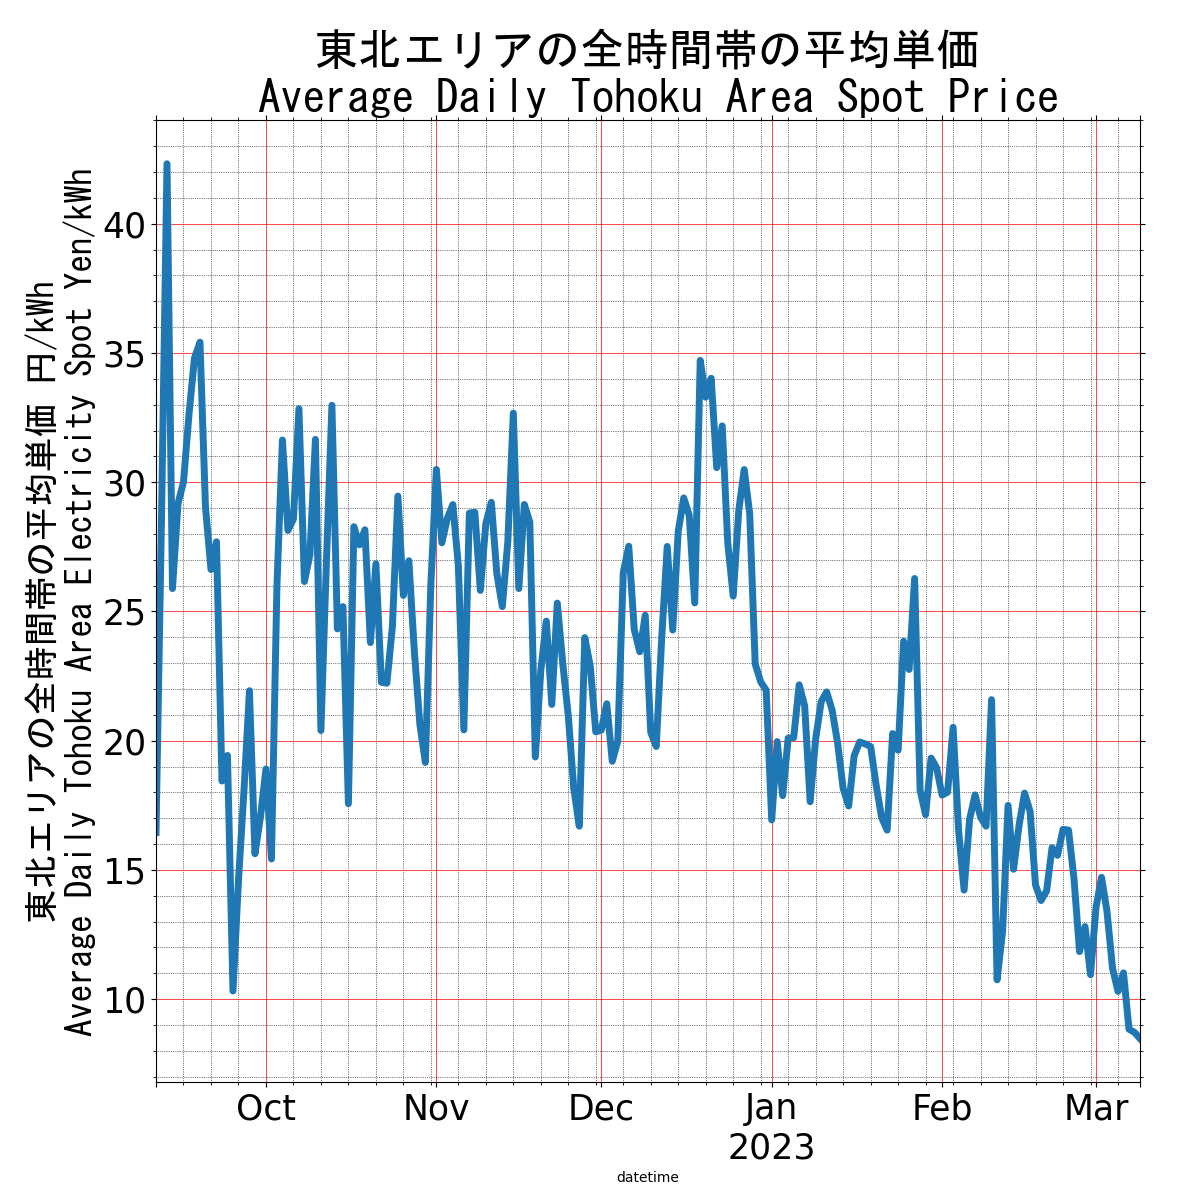 東北エリアの全時間帯の平均単価
Average Daily Tohoku Area Spot Price
東北エリアの全時間帯の平均単価 円/kWh
Average Daily Tohoku Area Electricity Spot Yen/kWh
40
35
30
25
20
15
10
Oct
Nov
Dec
Jan
2023
Feb
Mar
datetime